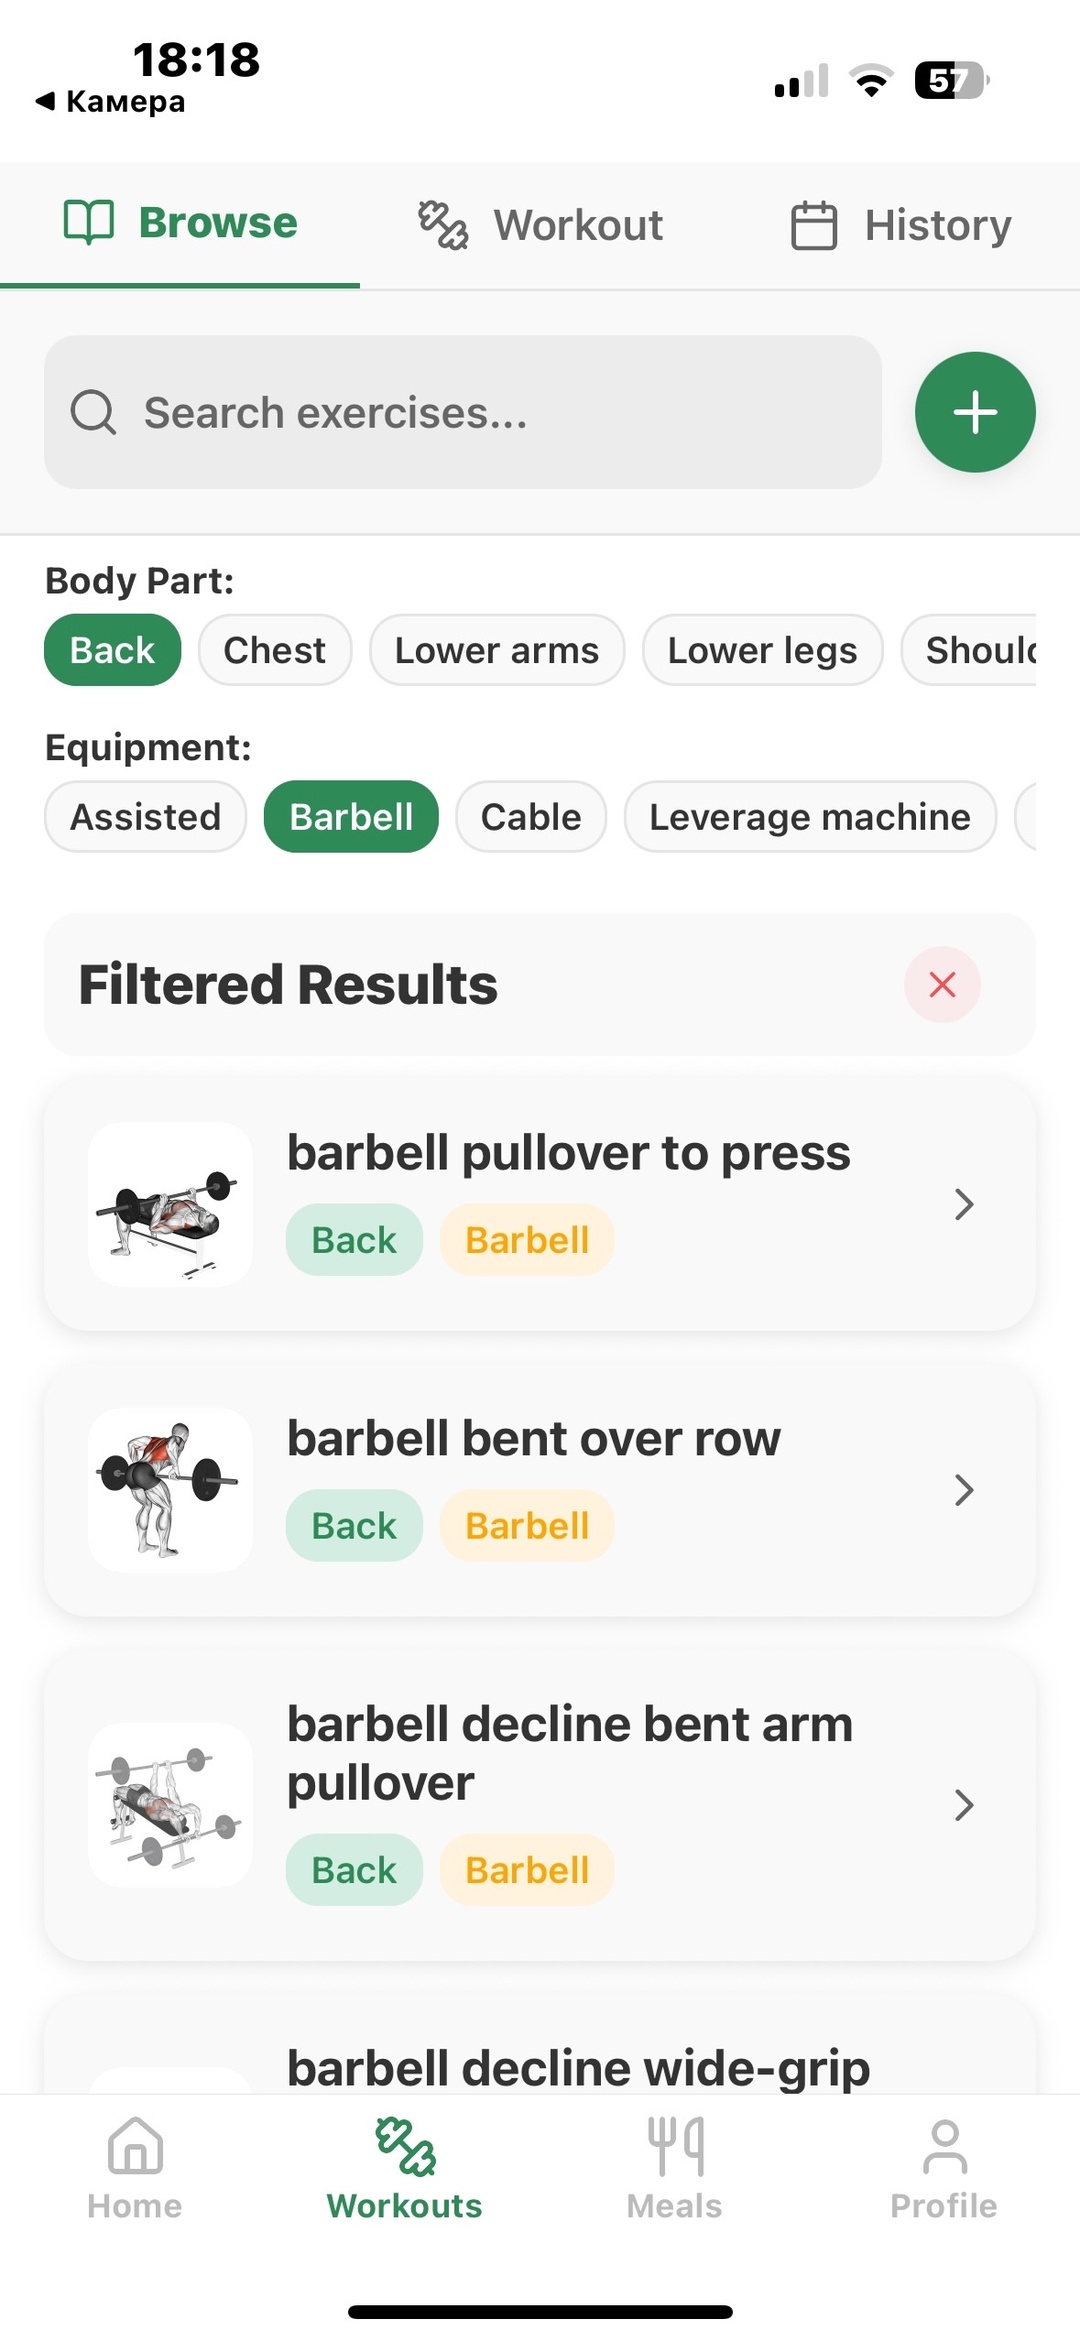 18:18
◀ Камера
57
Browse
Workout
History
Search exercises...
Body Part:
Back
Chest
Lower arms
Lower legs
Equipment:
Assisted
Barbell
Cable
Leverage machine
Filtered Results
barbell pullover to press
Back
Barbell
barbell bent over row
Back
Barbell
barbell decline bent arm
pullover
Back
Barbell
barbell decline wide-grip
Home
Workouts
Meals
Profile